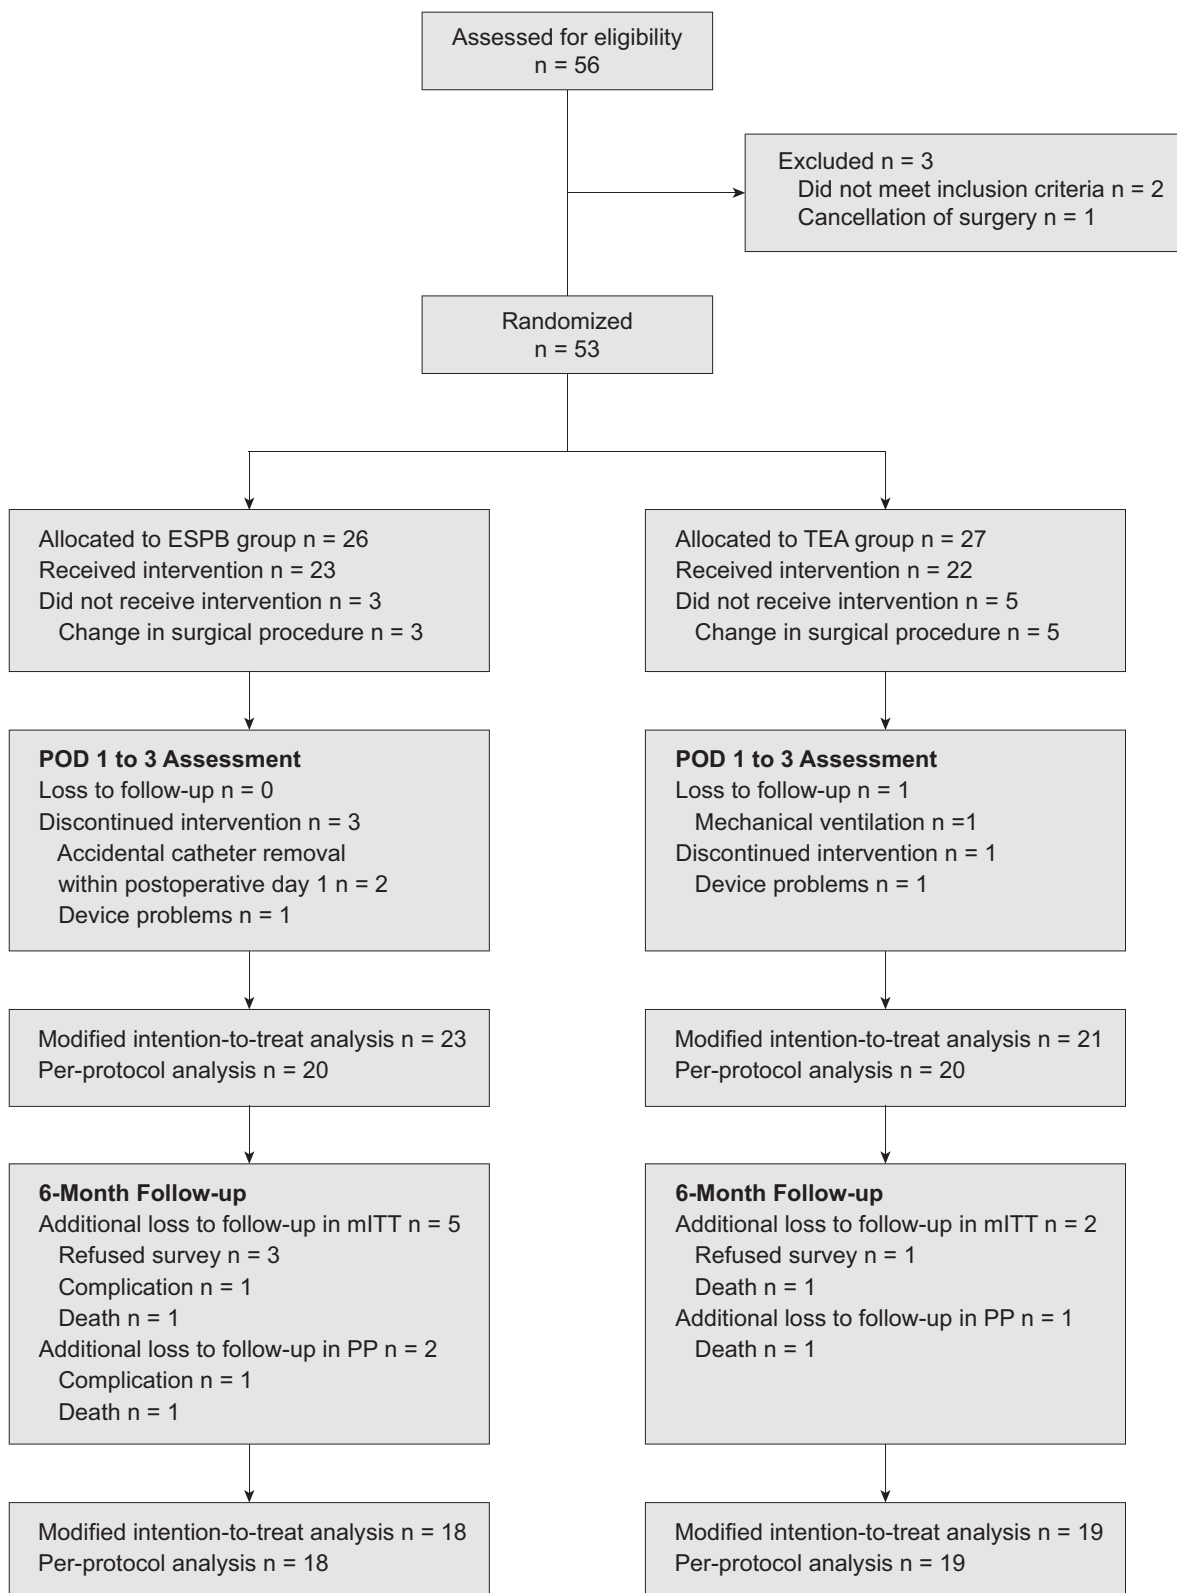 Assessed for eligibility
n = 56
Excluded n = 3
Did not meet inclusion criteria n = 2
Cancellation of surgery n = 1
Randomized
n = 53
Allocated to ESPB group n = 26
Received intervention n = 23
Did not receive intervention n = 3
Change in surgical procedure n = 3
Allocated to TEA group n = 27
Received intervention n = 22
Did not receive intervention n = 5
Change in surgical procedure n = 5
POD 1 to 3 Assessment
Loss to follow-up n = 0
Discontinued intervention n = 3
Accidental catheter removal
within postoperative day 1 n = 2
Device problems n = 1
POD 1 to 3 Assessment
Loss to follow-up n = 1
Mechanical ventilation n =1
Discontinued intervention n = 1
Device problems n = 1
Modified intention-to-treat analysis n = 23
Per-protocol analysis n = 20
Modified intention-to-treat analysis n = 21
Per-protocol analysis n = 20
6-Month Follow-up
Additional loss to follow-up in mITT n = 5
Refused survey n = 3
Complication n = 1
Death n = 1
Additional loss to follow-up in PP n = 2
Complication n = 1
Death n = 1
6-Month Follow-up
Additional loss to follow-up in mITT n = 2
Refused survey n = 1
Death n = 1
Additional loss to follow-up in PP n = 1
Death n = 1
Modified intention-to-treat analysis n = 18
Per-protocol analysis n = 18
Modified intention-to-treat analysis n = 19
Per-protocol analysis n = 19